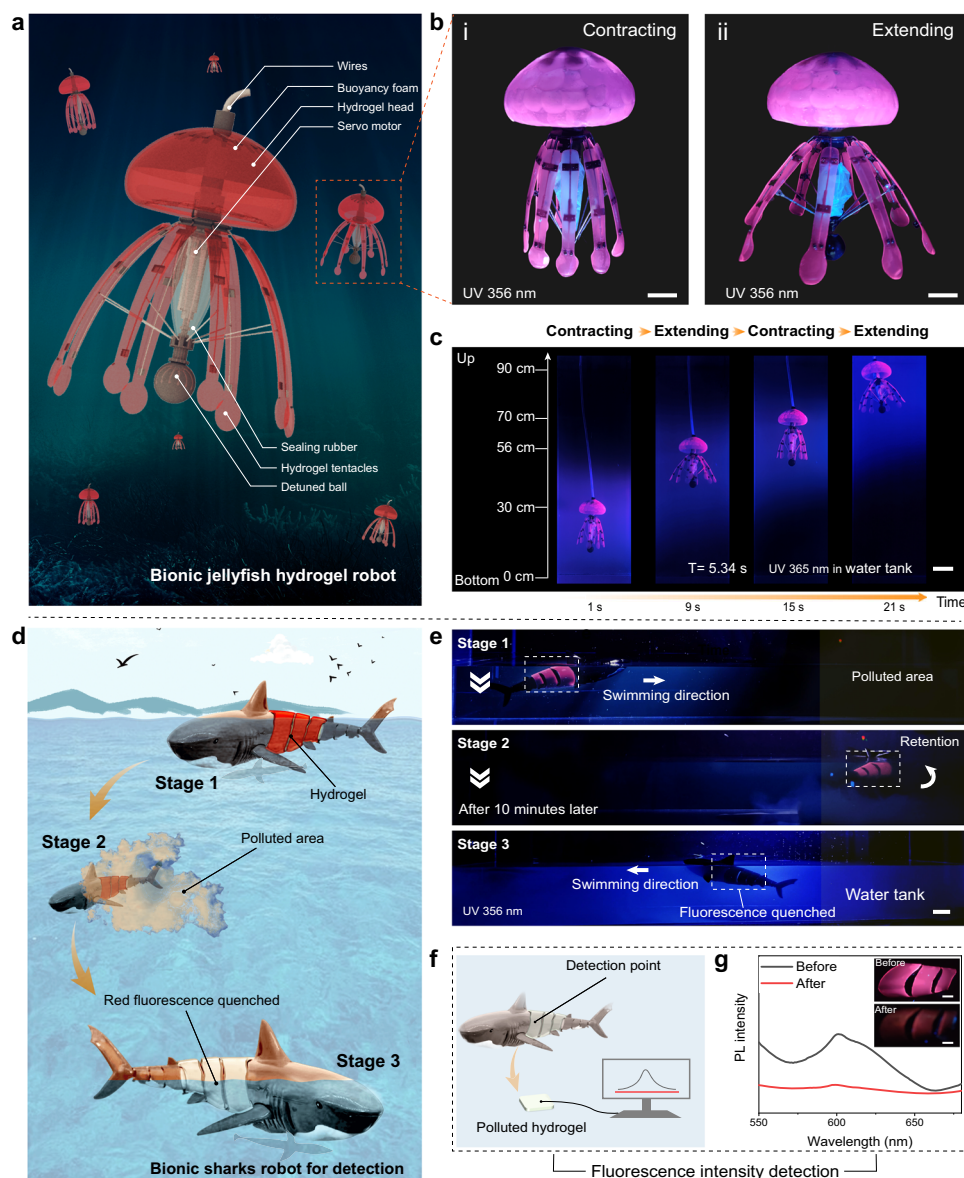 a
Wires
Buoyancy foam
Hydrogel head
Servo motor
Sealing rubber
Hydrogel tentacles
Detuned ball
Bionic jellyfish hydrogel robot
b
i
Contracting
UV 356 nm
ii
Extending
UV 356 nm
Contracting
Extending
Contracting
Extending
c
Up
90 cm
70 cm
56 cm
30 cm
0 cm
Bottom
T= 5.34 s
UV 365 nm in water tank
1 s
9 s
15 s
21 s
Time
d
Stage 1
Hydrogel
Stage 2
Polluted area
Red fluorescence quenched
Stage 3
Bionic sharks robot for detection
e
Stage 1
Swimming direction
Polluted area
Stage 2
Retention
After 10 minutes later
Stage 3
Swimming direction
Water tank
UV 356 nm
Fluorescence quenched
f
Detection point
Polluted hydrogel
g
Before
After
Before
After
PL intensity
550
600
650
Wavelength (nm)
Fluorescence intensity detection